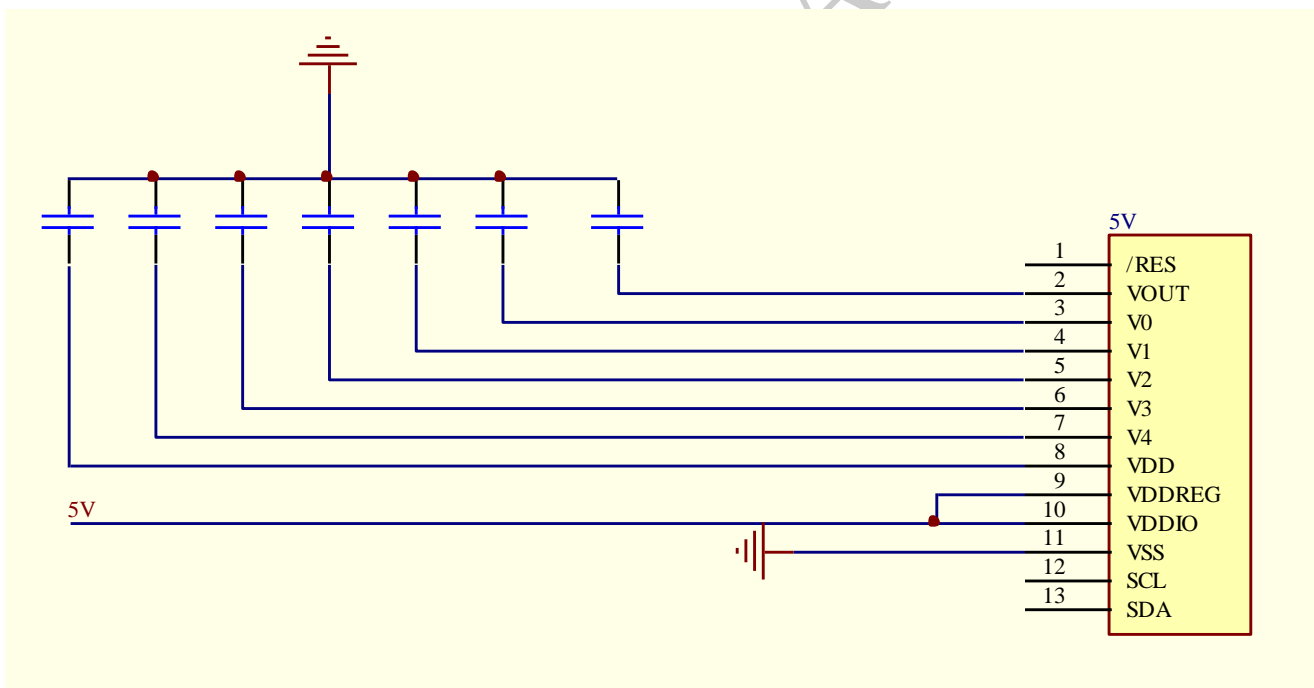 5V
1 /RES
2 VOUT
3 V0
4 V1
5 V2
6 V3
7 V4
8 VDD
9 VDDREG
5V
10 VDDIO
11 VSS
12 SCL
13 SDA